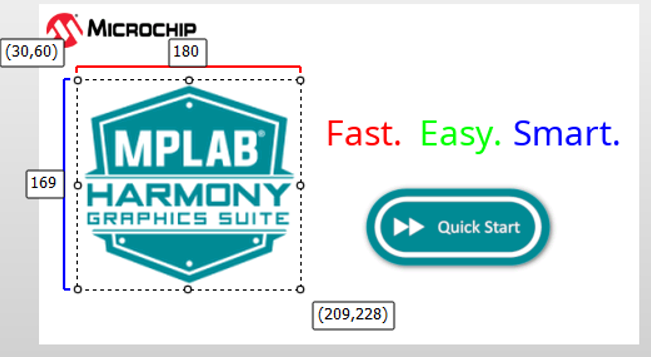 MICROCHIP
(30,60)
180
169
MPLAB®
HARMONY
GRAPHICS SUITE
Fast. Easy. Smart.
Quick Start
(209,228)